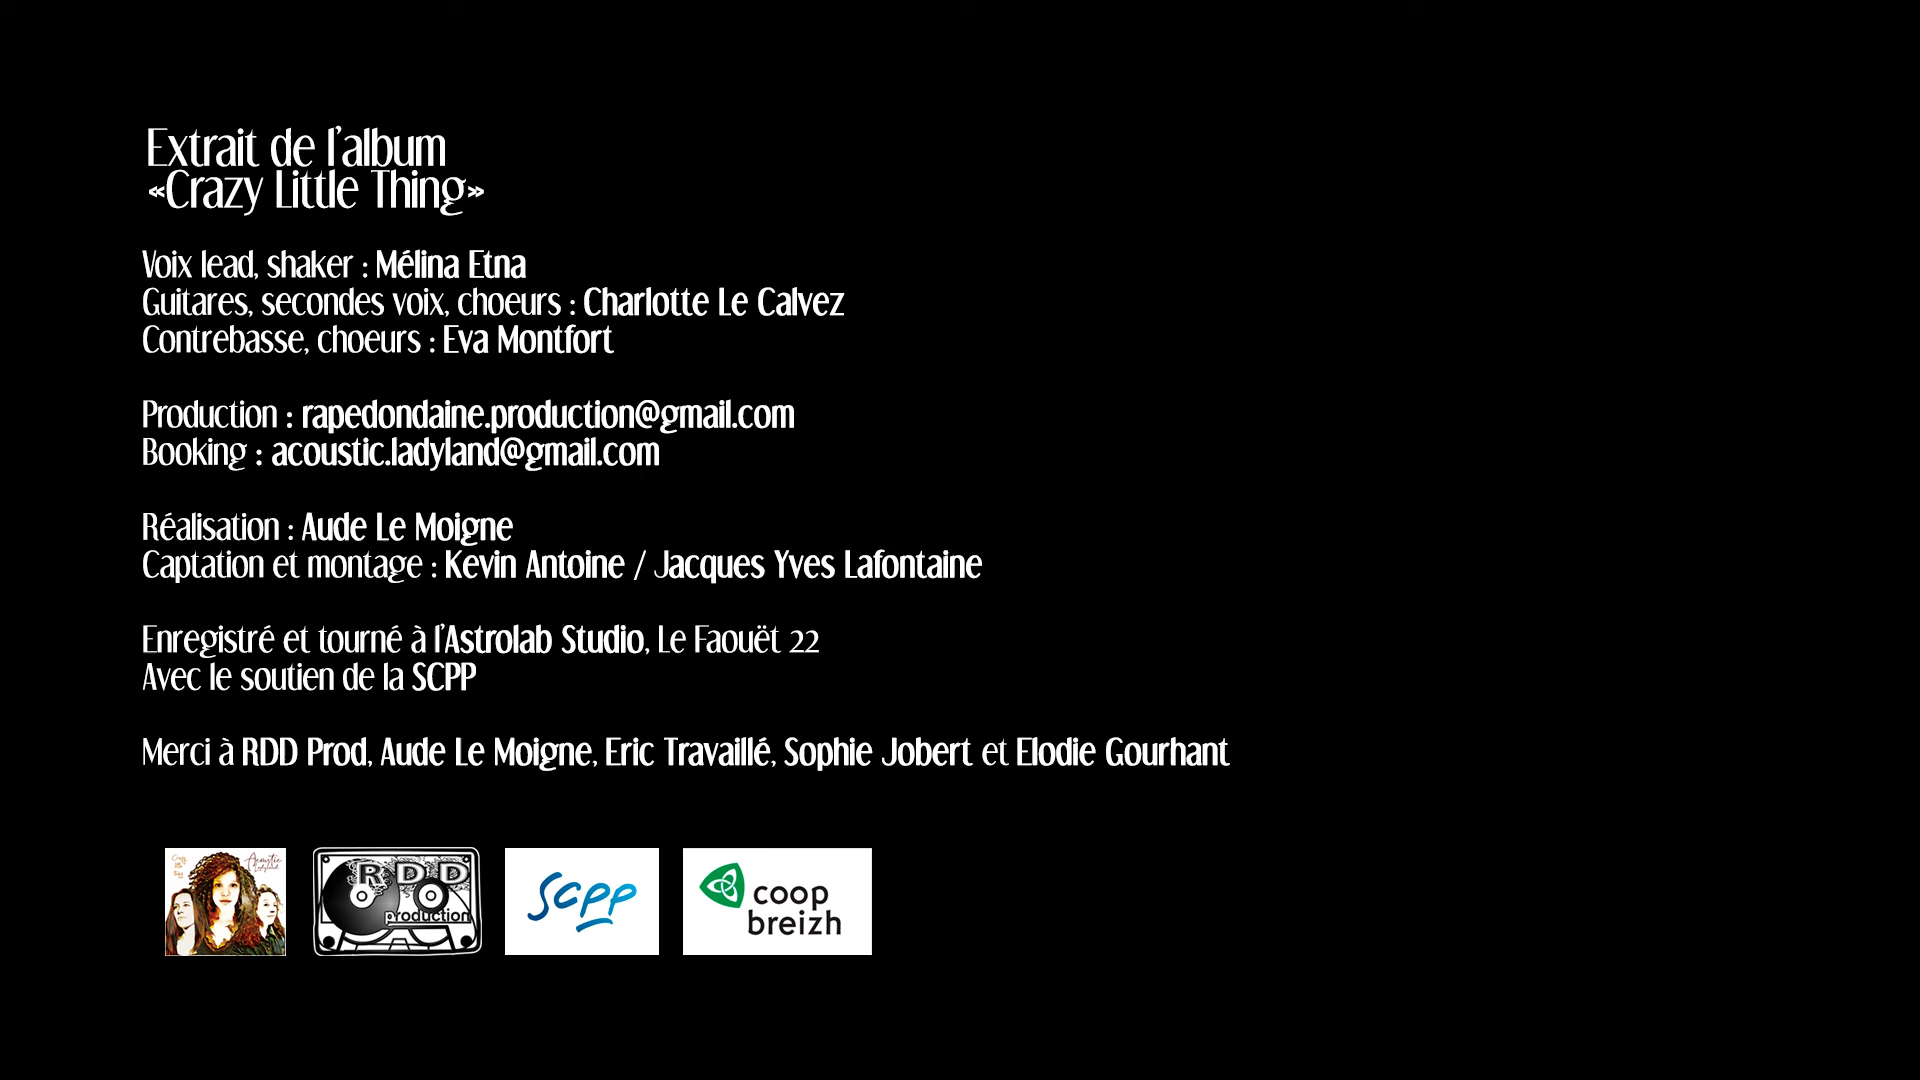 Extrait de l'album
«Crazy Little Thing»
Voix lead, shaker : Mélina Etna
Guitares, secondes voix, choeurs : Charlotte Le Calvez
Contrebasse, choeurs : Eva Montfort
Production : rapedondaine.production@gmail.com
Booking : acoustic.ladyland@gmail.com
Réalisation : Aude Le Moigne
Captation et montage : Kevin Antoine / Jacques Yves Lafontaine
Enregistré et tourné à l'Astrolab Studio, Le Faouët 22
Avec le soutien de la SCPP
Merci à RDD Prod, Aude Le Moigne, Eric Travaillé, Sophie Jobert et Elodie Gourhant
RDD
production
scpp
coop
breizh